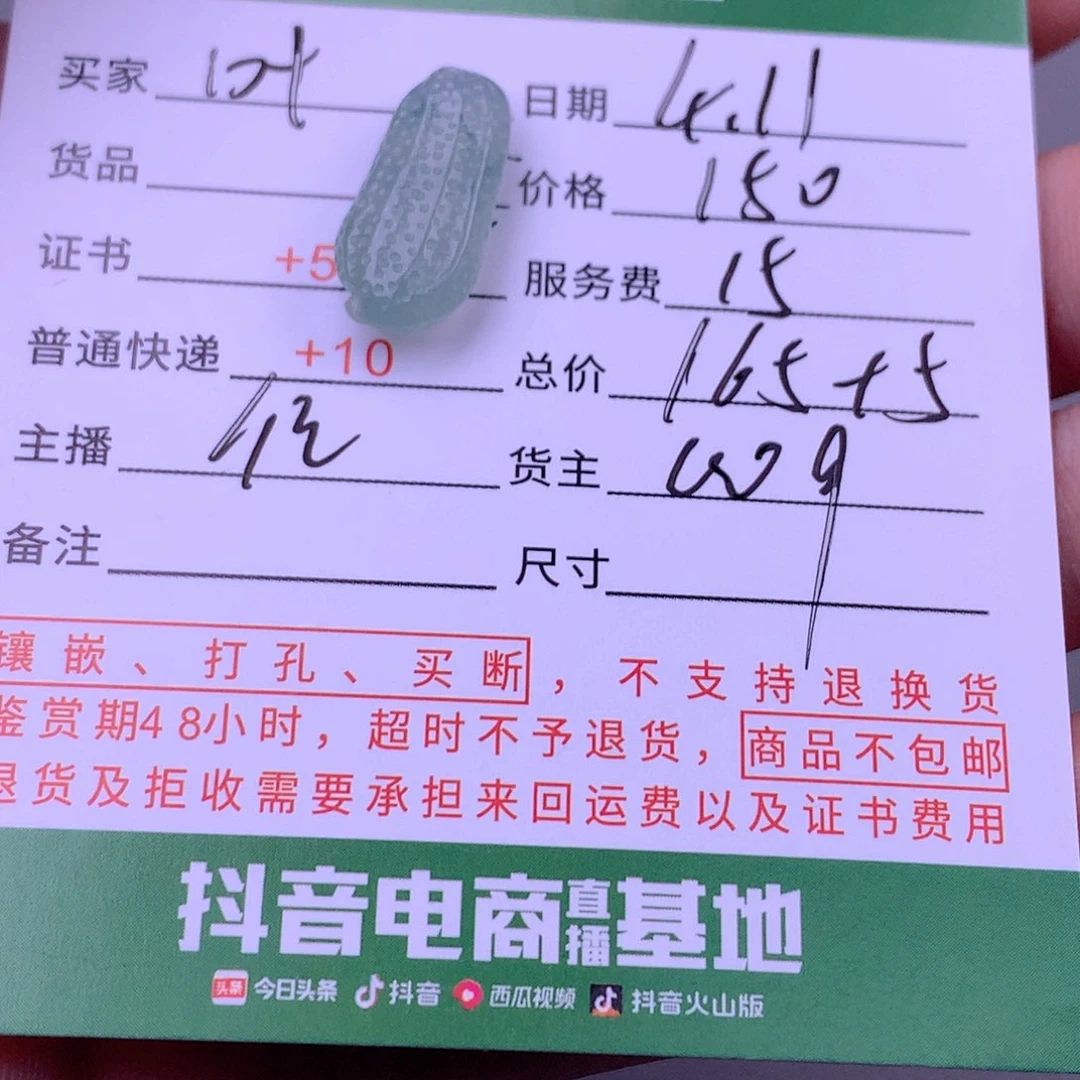 买家 日期 4.11
货品 价格 150
证书 +5 服务费 15
普通快递 +10 总价 165+5
主播 货主
备注 尺寸
镶嵌、打孔、买断，不支持退换货
鉴赏期48小时，超时不予退货，商品不包邮
退货及拒收需要承担来回运费以及证书费用
抖音电商直播基地
头条 今日头条 抖音 西瓜视频 抖音火山版